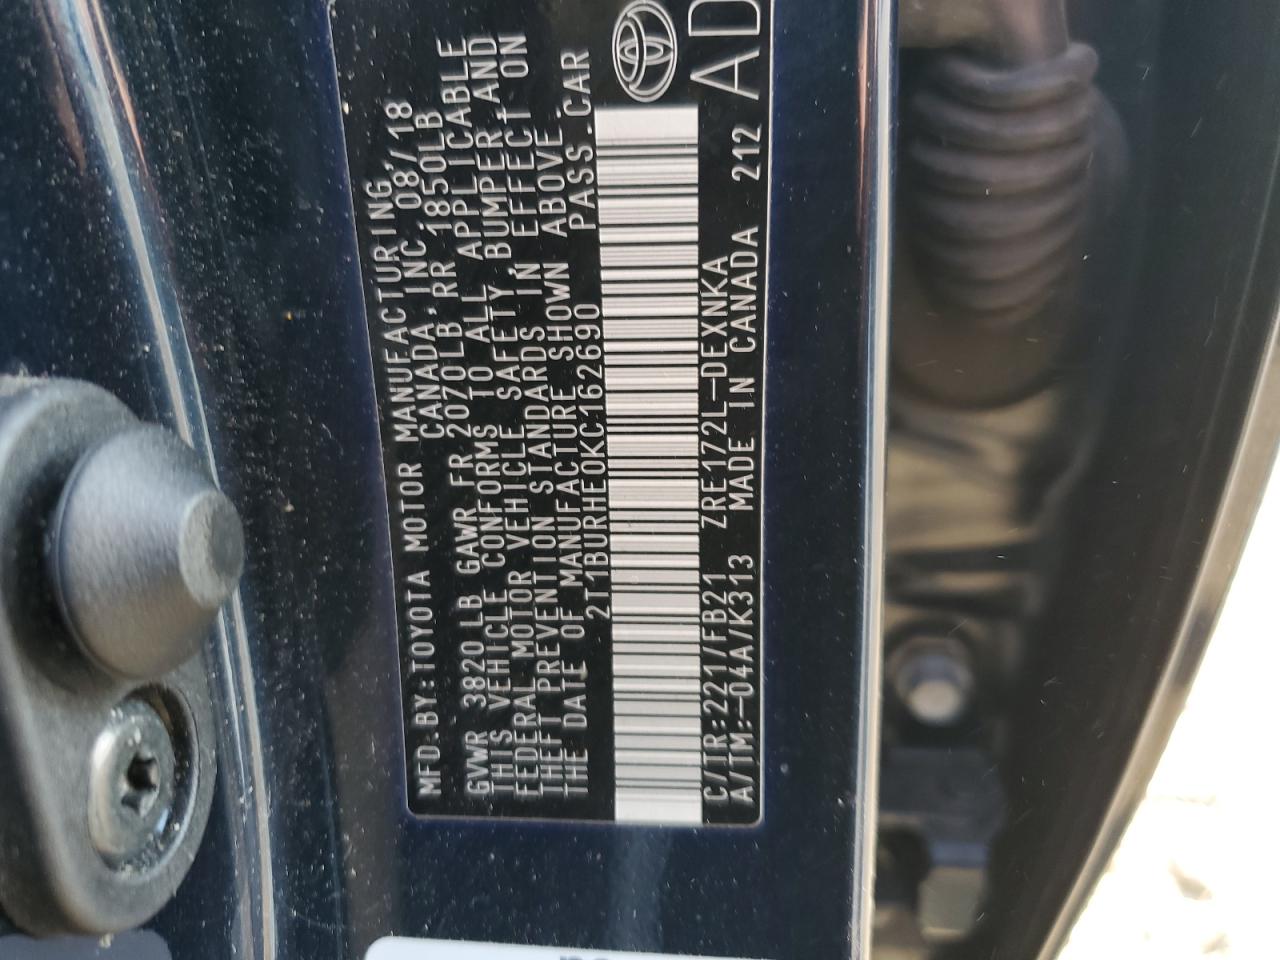 MFD.BY:TOYOTA MOTOR MANUFACTURING,
CANADA,INC. 08/18
GVWR 3820LB GAWR FR 2070LB RR 1850LB
THIS VEHICLE CONFORMS TO ALL APPLICABLE
FEDERAL MOTOR VEHICLE SAFETY,BUMPER,AND
THEFT PREVENTION STANDARDS IN EFFECT ON
THE DATE OF MANUFACTURE SHOWN ABOVE.
2T1BURHE0KC162690 PASS.CAR
C/TR:221/FB21 ZRE172L-DEXNKA
A/TM:-04A/K313 MADE IN CANADA 212
AD